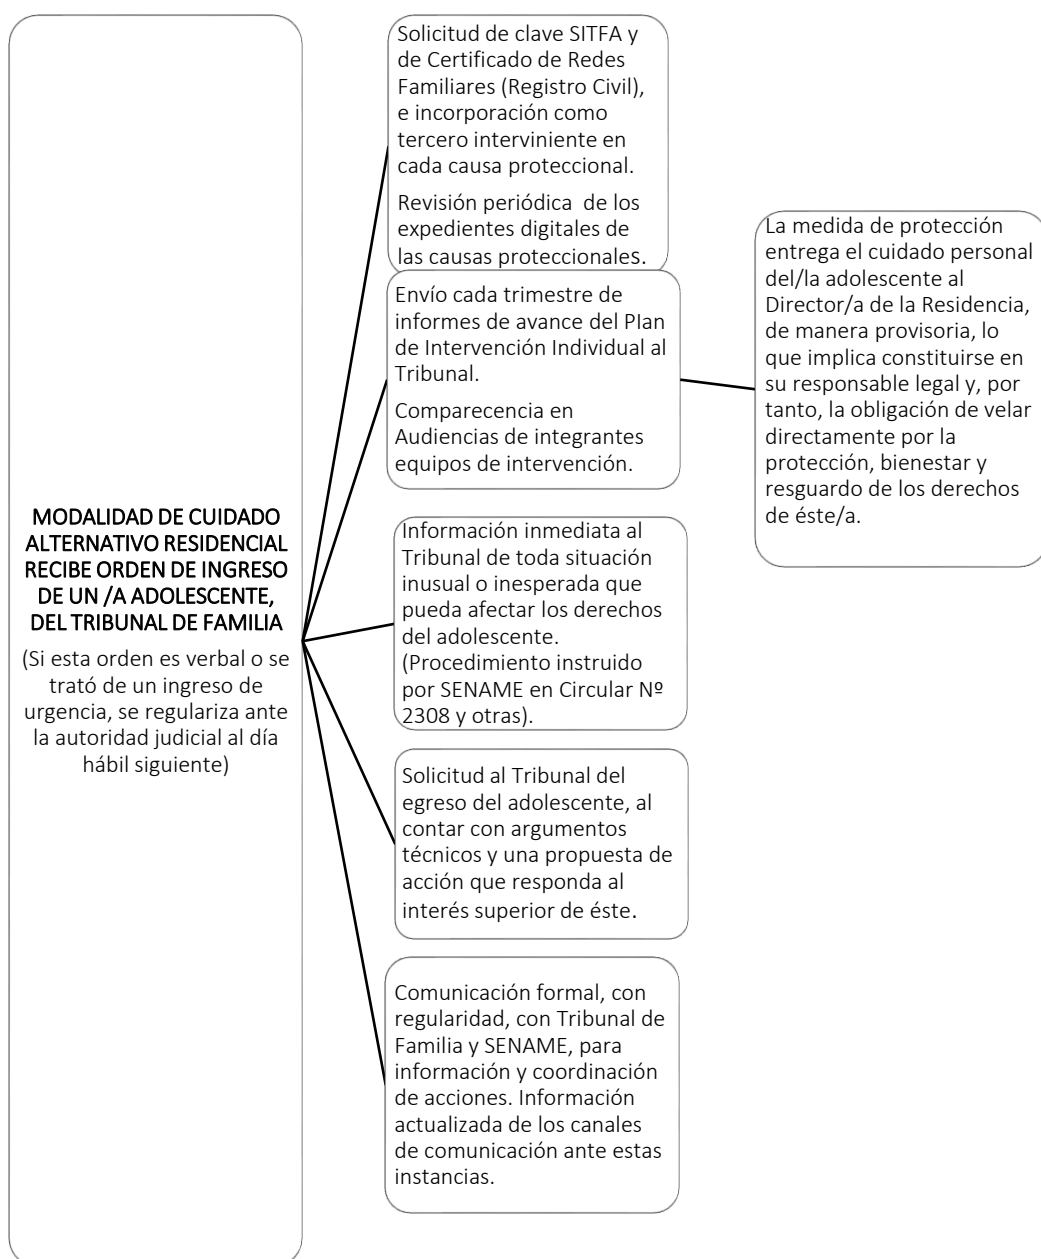 MODALIDAD DE CUIDADO
ALTERNATIVO RESIDENCIAL
RECIBE ORDEN DE INGRESO
DE UN /A ADOLESCENTE,
DEL TRIBUNAL DE FAMILIA
(Si esta orden es verbal o se
trató de un ingreso de
urgencia, se regulariza ante
la autoridad judicial al día
hábil siguiente)
Solicitud de clave SITFA y
de Certificado de Redes
Familiares (Registro Civil),
e incorporación como
tercero interviniente en
cada causa proteccional.
Revisión periódica de los
expedientes digitales de
las causas proteccionales.
Envío cada trimestre de
informes de avance del Plan
de Intervención Individual al
Tribunal.
Comparecencia en
Audiencias de integrantes
equipos de intervención.
La medida de protección
entrega el cuidado personal
del/la adolescente al
Director/a de la Residencia,
de manera provisoria, lo
que implica constituirse en
su responsable legal y, por
tanto, la obligación de velar
directamente por la
protección, bienestar y
resguardo de los derechos
de éste/a.
Información inmediata al
Tribunal de toda situación
inusual o inesperada que
pueda afectar los derechos
del adolescente.
(Procedimiento instruido
por SENAME en Circular Nº
2308 y otras).
Solicitud al Tribunal del
egreso del adolescente, al
contar con argumentos
técnicos y una propuesta de
acción que responda al
interés superior de éste.
Comunicación formal, con
regularidad, con Tribunal de
Familia y SENAME, para
información y coordinación
de acciones. Información
actualizada de los canales
de comunicación ante estas
instancias.